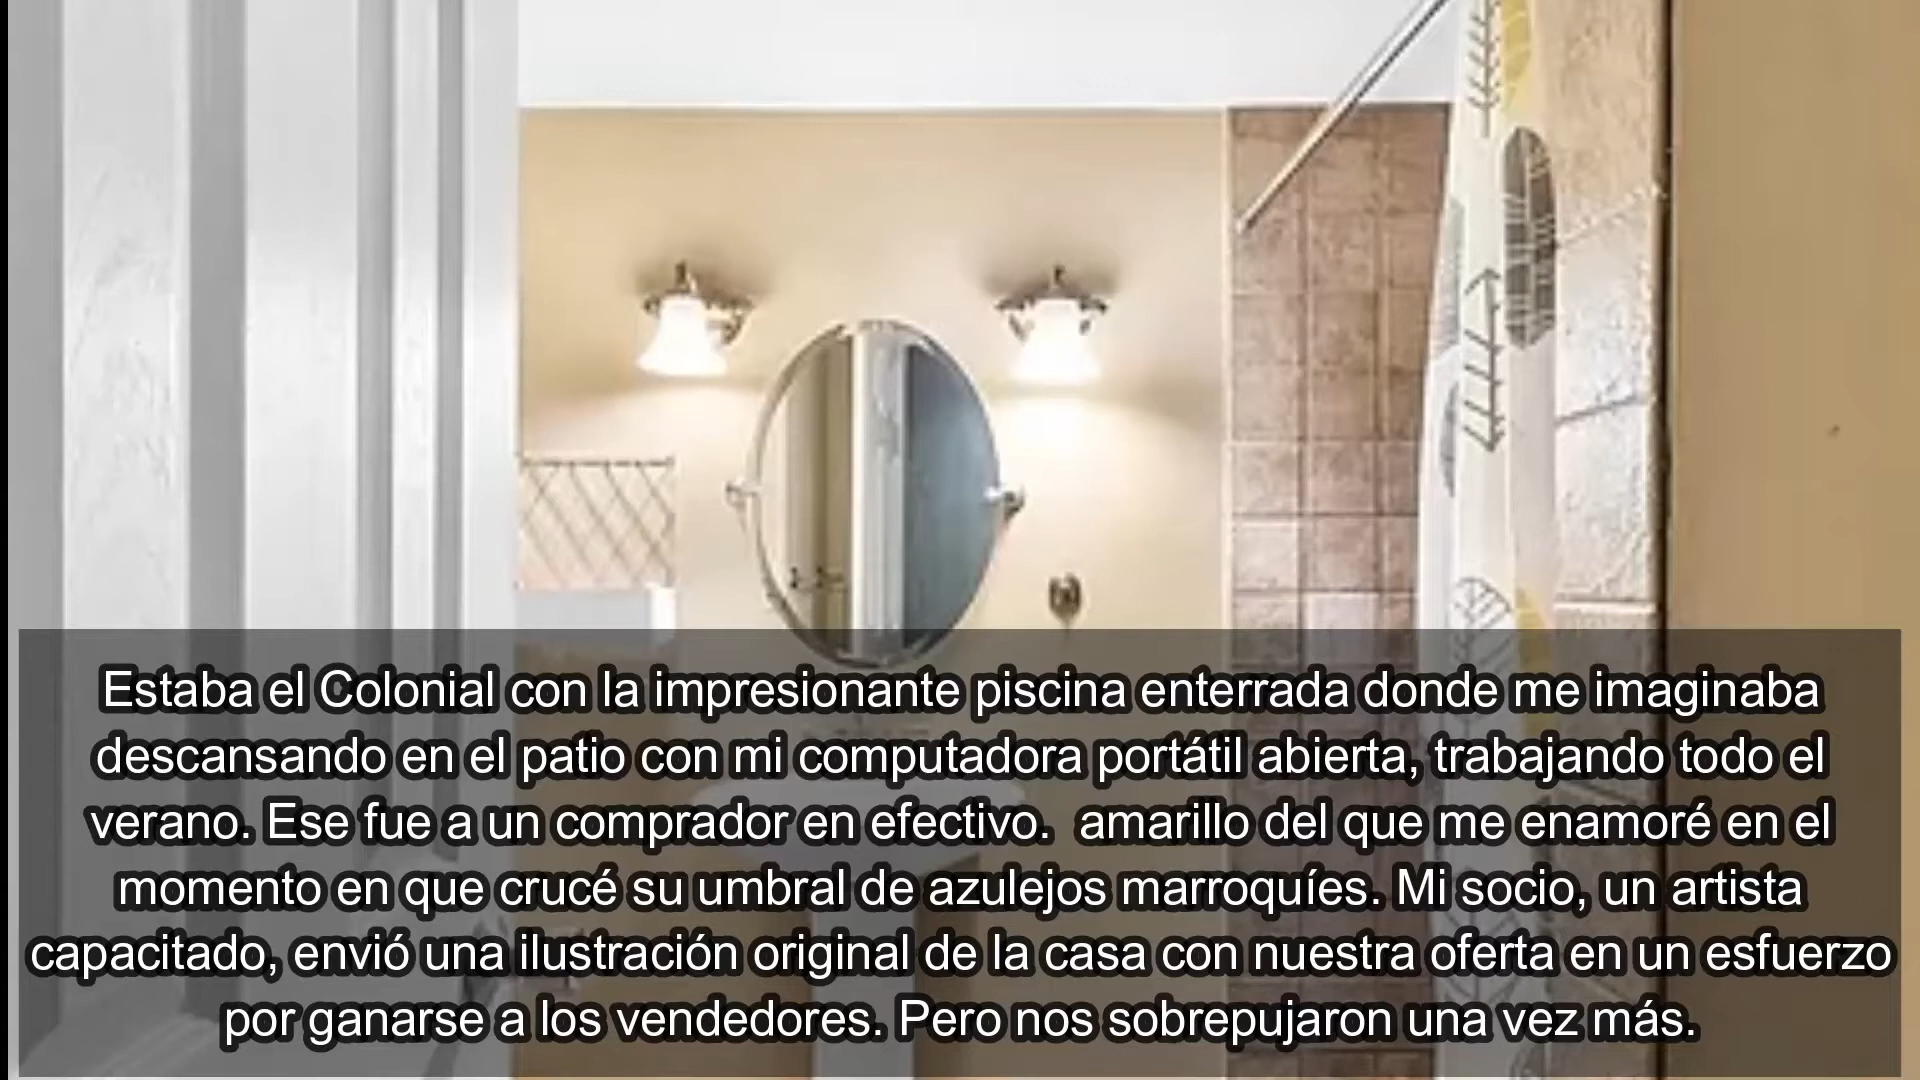 Estaba el Colonial con la impresionante piscina enterrada donde me imaginaba
descansando en el patio con mi computadora portátil abierta, trabajando todo el
verano. Ese fue a un comprador en efectivo.  amarillo del que me enamoré en el
momento en que crucé su umbral de azulejos marroquíes. Mi socio, un artista
capacitado, envió una ilustración original de la casa con nuestra oferta en un esfuerzo
por ganarse a los vendedores. Pero nos sobrepujaron una vez más.